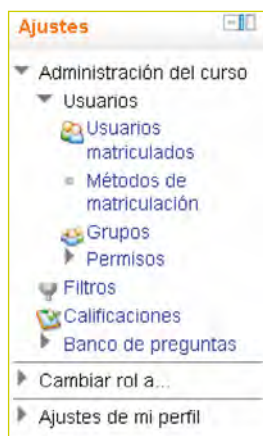 Ajustes
Administración del curso
Usuarios
Usuarios
matriculados
Métodos de
matriculación
Grupos
Permisos
Filtros
Calificaciones
Banco de preguntas
Cambiar rol a...
Ajustes de mi perfil